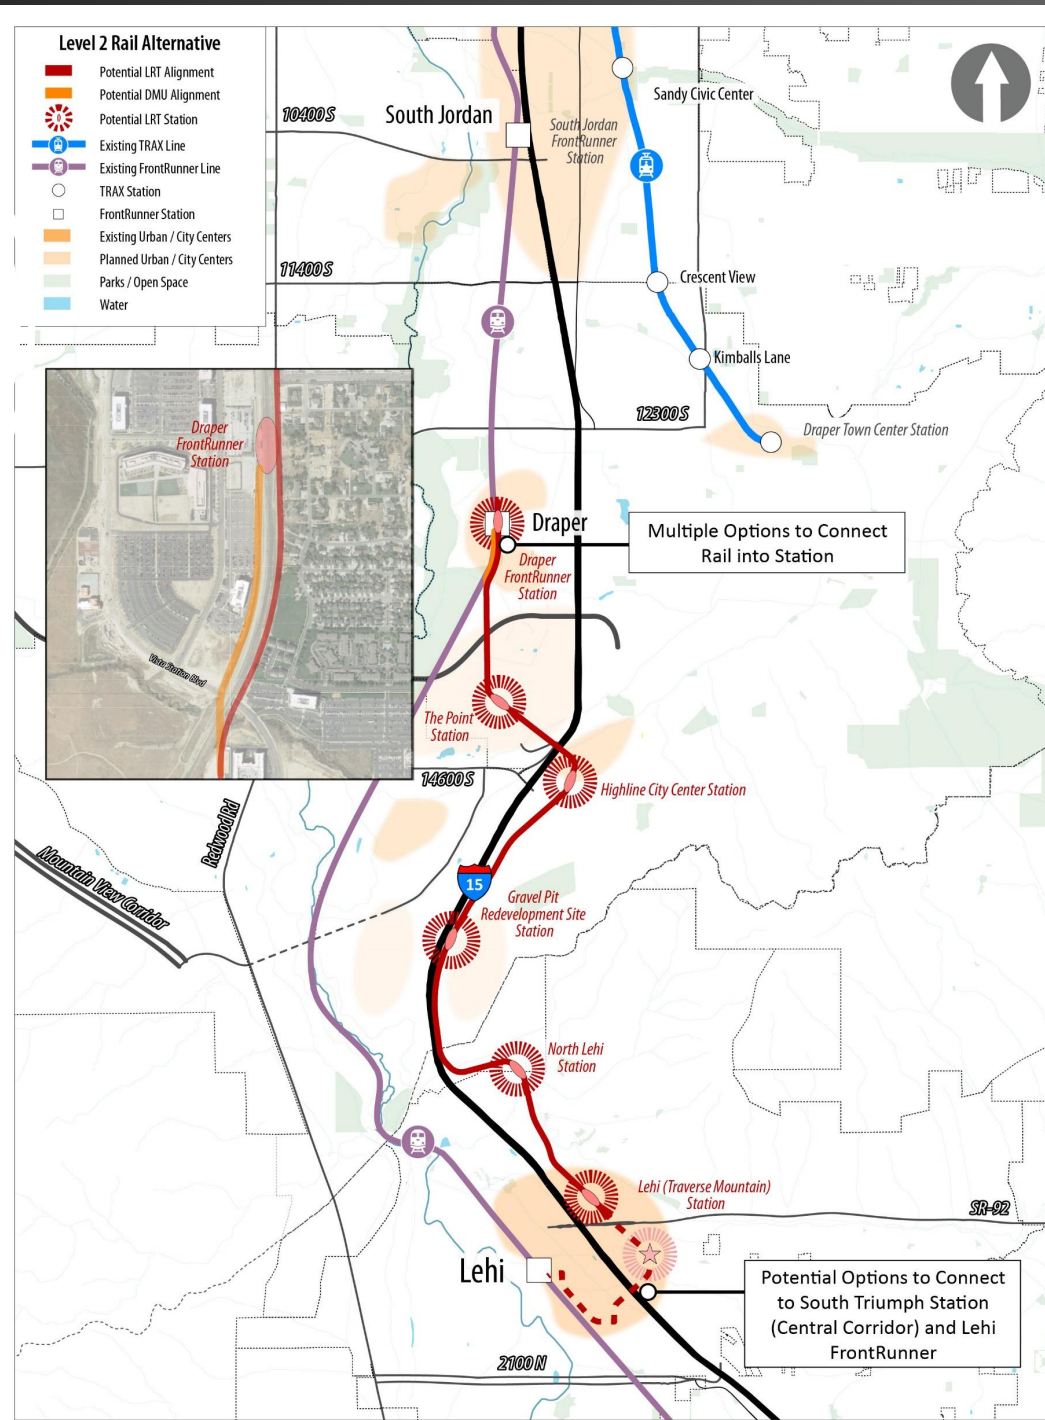 Level 2 Rail Alternative
Potential LRT Alignment
Potential DMU Alignment
Potential LRT Station
Existing TRAX Line
Existing FrontRunner Line
TRAX Station
FrontRunner Station
Existing Urban / City Centers
Planned Urban / City Centers
Parks / Open Space
Water
10400 S
South Jordan
South Jordan
FrontRunner
Station
Sandy Civic Center
11400 S
Crescent View
Kimballs Lane
12300 S
Draper Town Center Station
Draper
FrontRunner
Station
Vista Station Blvd
Draper
Draper
FrontRunner
Station
Multiple Options to Connect
Rail into Station
The Point
Station
14600 S
Highline City Center Station
Redwood Rd
Mountain View Corridor
15
Gravel Pit
Redevelopment Site
Station
North Lehi
Station
Lehi (Traverse Mountain)
Station
SR-92
Lehi
Potential Options to Connect
to South Triumph Station
(Central Corridor) and Lehi
FrontRunner
2100 N